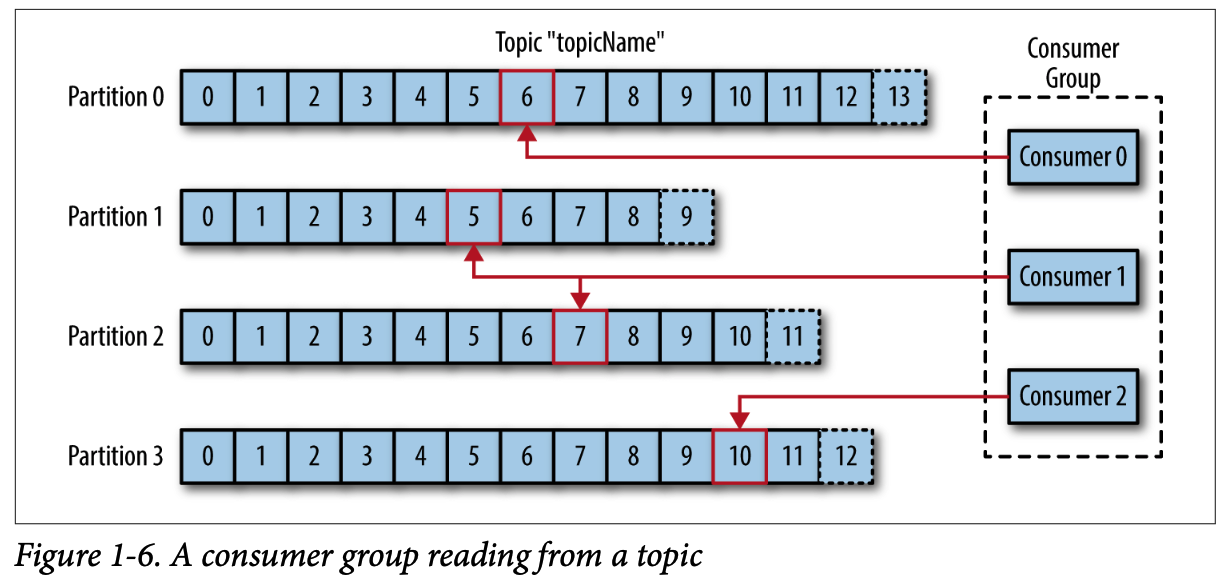 Topic "topicName"
Consumer
Group
Partition 0
0 1 2 3 4 5 6 7 8 9 10 11 12 13
Consumer 0
Partition 1
0 1 2 3 4 5 6 7 8 9
Consumer 1
Partition 2
0 1 2 3 4 5 6 7 8 9 10 11
Consumer 2
Partition 3
0 1 2 3 4 5 6 7 8 9 10 11 12
Figure 1-6. A consumer group reading from a topic